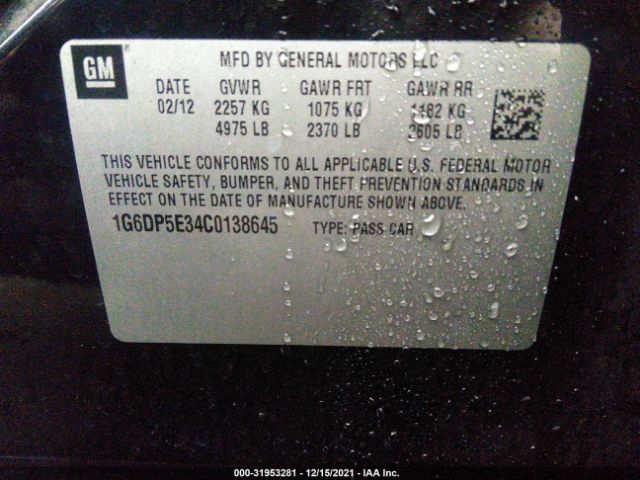 GM
MFD BY GENERAL MOTORS LLC
DATE GVWR GAWR FRT GAWR RR
02/12 2257 KG 1075 KG 1182 KG
4975 LB 2370 LB 2605 LB
THIS VEHICLE CONFORMS TO ALL APPLICABLE U.S. FEDERAL MOTOR
VEHICLE SAFETY, BUMPER, AND THEFT PREVENTION STANDARDS IN
EFFECT ON THE DATE OF MANUFACTURE SHOWN ABOVE.
1G6DP5E34C0138645 TYPE: PASS CAR
000-31953281 - 12/15/2021 - IAA Inc.